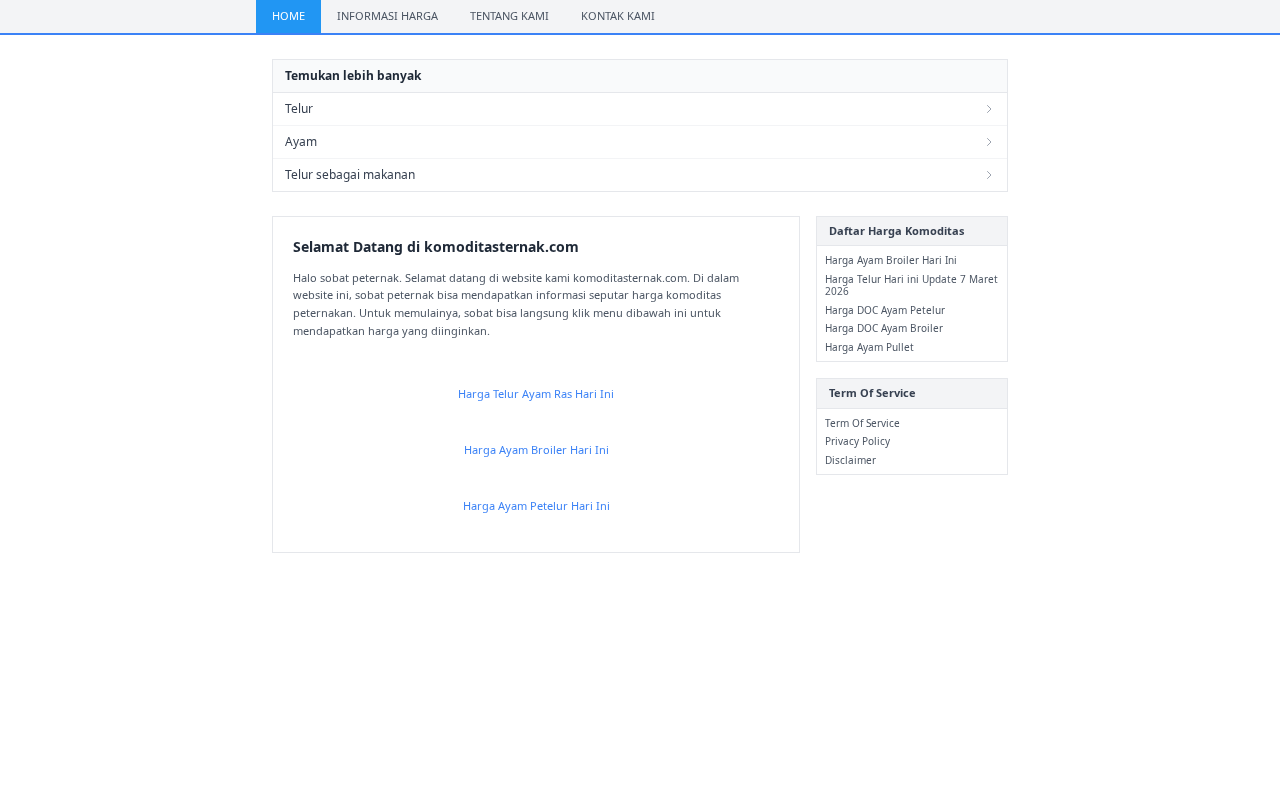 HOME
INFORMASI HARGA
TENTANG KAMI
KONTAK KAMI
Temukan lebih banyak
Telur
Ayam
Telur sebagai makanan
Selamat Datang di komoditasternak.com
Halo sobat peternak. Selamat datang di website kami komoditasternak.com. Di dalam
website ini, sobat peternak bisa mendapatkan informasi seputar harga komoditas
peternakan. Untuk memulainya, sobat bisa langsung klik menu dibawah ini untuk
mendapatkan harga yang diinginkan.
Harga Telur Ayam Ras Hari Ini
Harga Ayam Broiler Hari Ini
Harga Ayam Petelur Hari Ini
Daftar Harga Komoditas
Harga Ayam Broiler Hari Ini
Harga Telur Hari ini Update 7 Maret
2026
Harga DOC Ayam Petelur
Harga DOC Ayam Broiler
Harga Ayam Pullet
Term Of Service
Term Of Service
Privacy Policy
Disclaimer